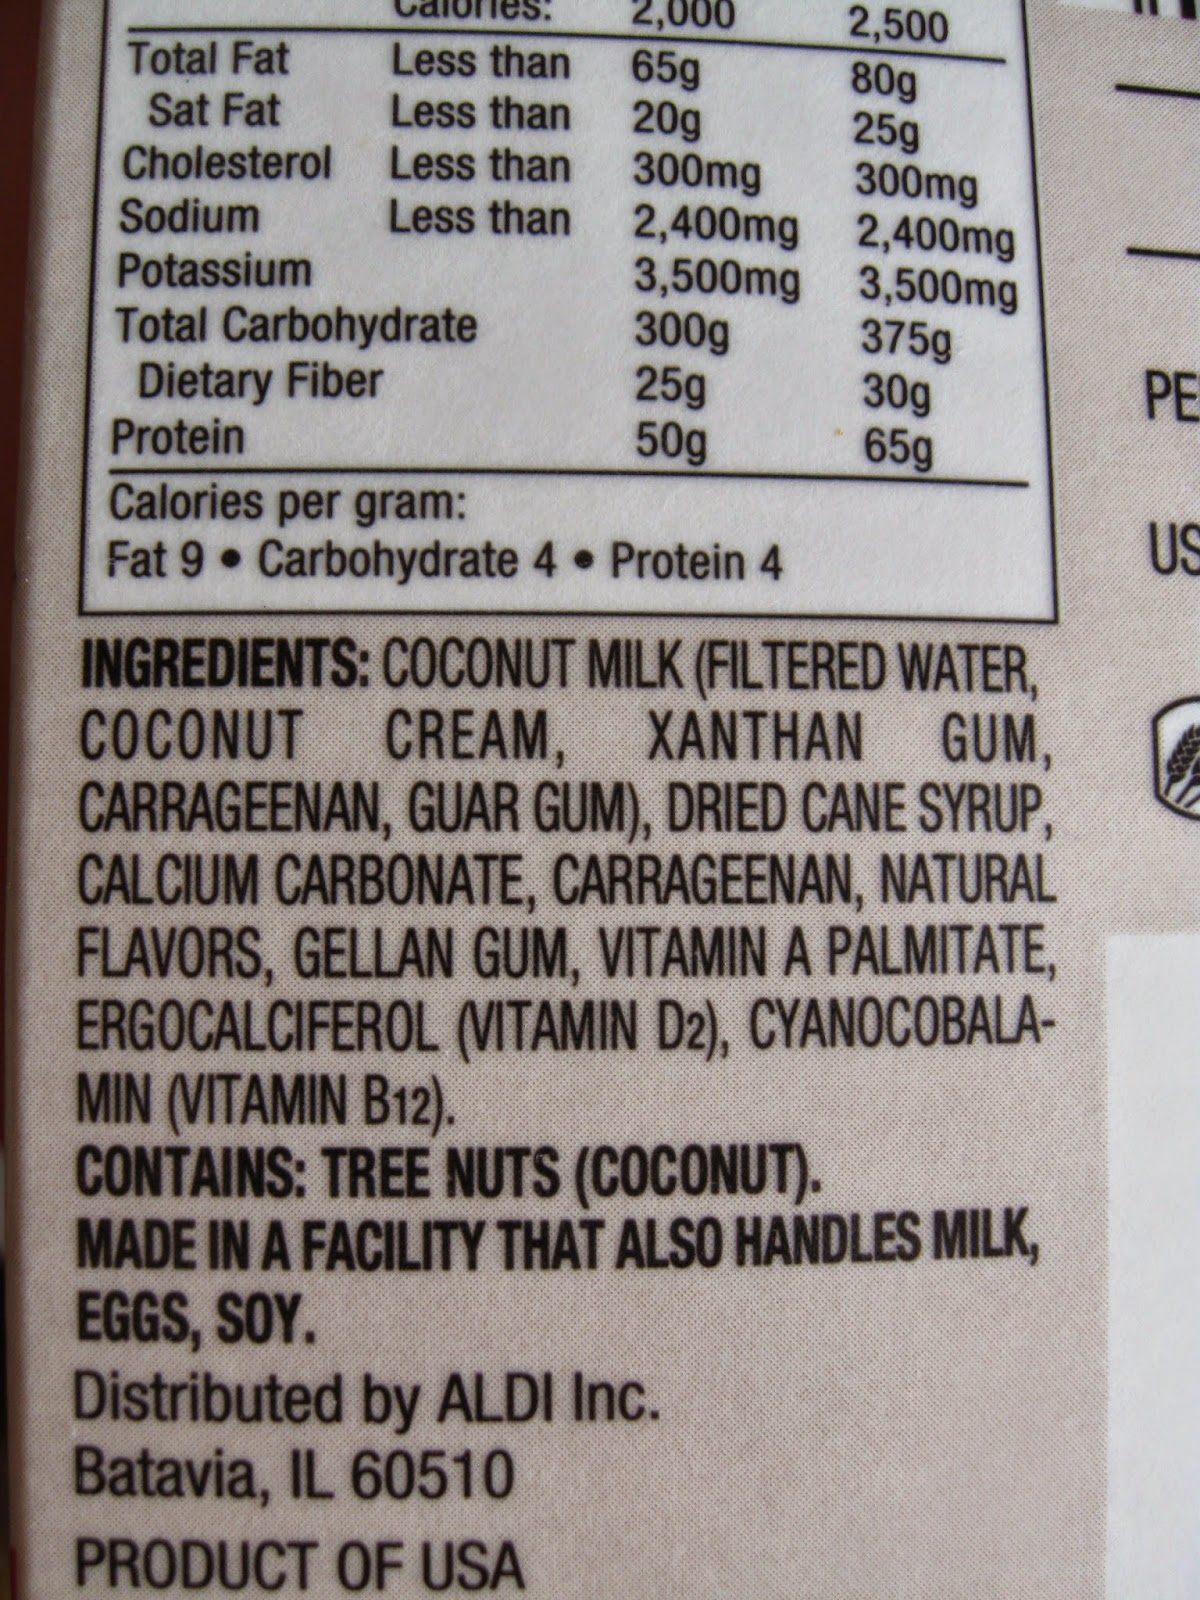 Calories: 2,000 2,500
Total Fat Less than 65g 80g
Sat Fat Less than 20g 25g
Cholesterol Less than 300mg 300mg
Sodium Less than 2,400mg 2,400mg
Potassium 3,500mg 3,500mg
Total Carbohydrate 300g 375g
Dietary Fiber 25g 30g
Protein 50g 65g
Calories per gram:
Fat 9 • Carbohydrate 4 • Protein 4
INGREDIENTS: COCONUT MILK (FILTERED WATER,
COCONUT CREAM, XANTHAN GUM,
CARRAGEENAN, GUAR GUM), DRIED CANE SYRUP,
CALCIUM CARBONATE, CARRAGEENAN, NATURAL
FLAVORS, GELLAN GUM, VITAMIN A PALMITATE,
ERGOCALCIFEROL (VITAMIN D2), CYANOCOBALA-
MIN (VITAMIN B12).
CONTAINS: TREE NUTS (COCONUT).
MADE IN A FACILITY THAT ALSO HANDLES MILK,
EGGS, SOY.
Distributed by ALDI Inc.
Batavia, IL 60510
PRODUCT OF USA
PE
US